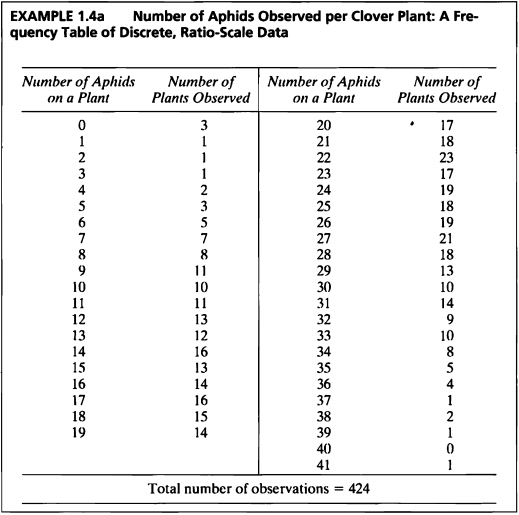 EXAMPLE 1.4a Number of Aphids Observed per Clover Plant: A Fre-
quency Table of Discrete, Ratio-Scale Data
Number of Aphids Number of Number of Aphids Number of
on a Plant Plants Observed on a Plant Plants Observed
0 3 20 17
1 1 21 18
2 1 22 23
3 1 23 17
4 2 24 19
5 3 25 18
6 5 26 19
7 7 27 21
8 8 28 18
9 11 29 13
10 10 30 10
11 11 31 14
12 13 32 9
13 12 33 10
14 16 34 8
15 13 35 5
16 14 36 4
17 16 37 1
18 15 38 2
19 14 39 1
40 0
41 1
Total number of observations = 424